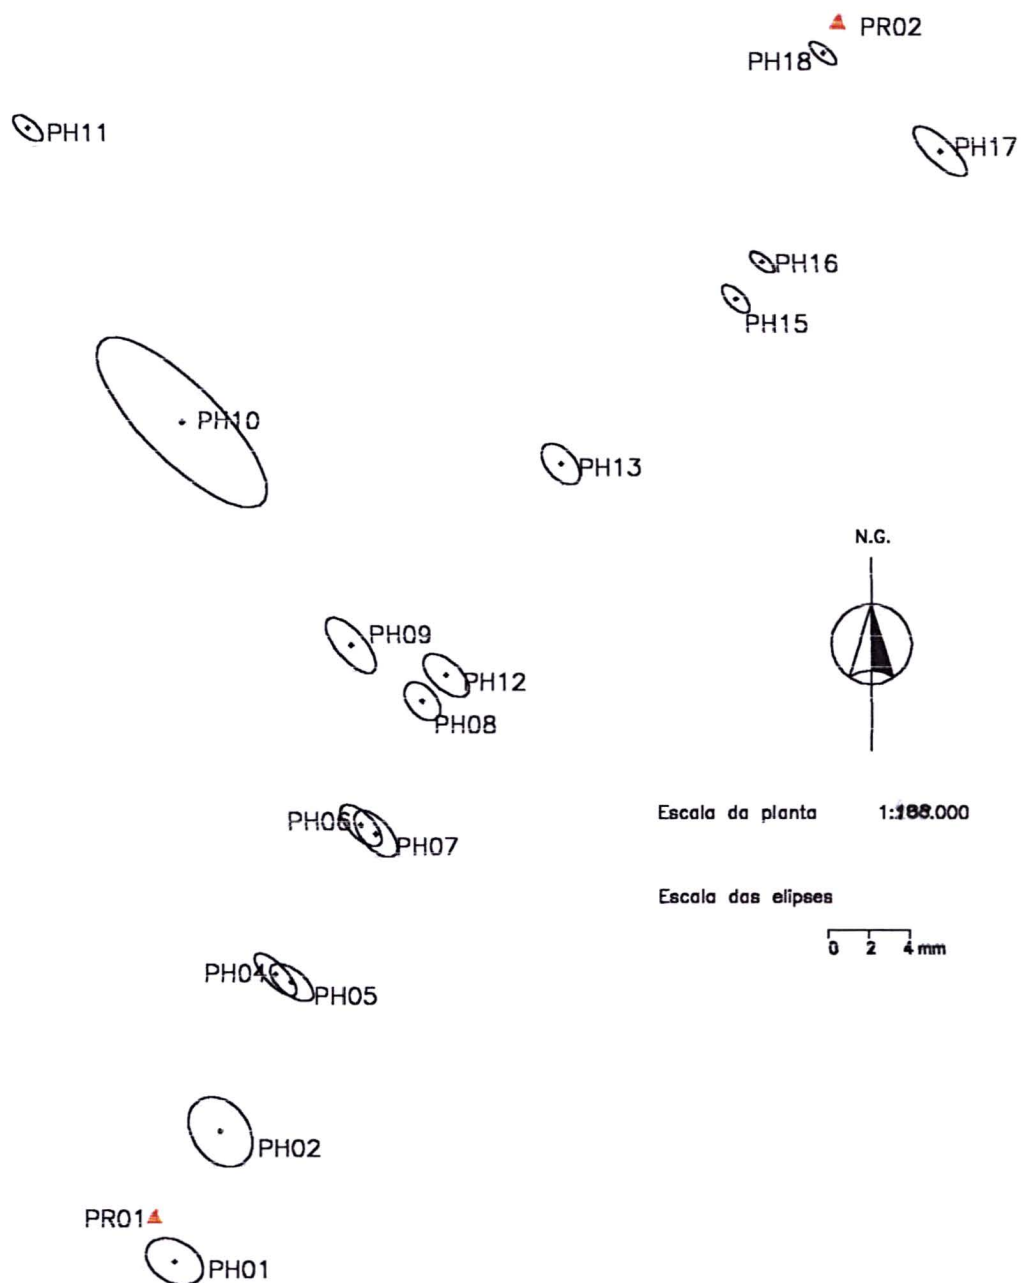 PR02
PH18
PH11
PH17
PH16
PH15
PH10
PH13
N.G.
PH09
PH12
PH08
PH06
PH07
Escala da planta
Escala das elipses
0 2 4 mm
PH04
PH05
PH02
PR01
PH01